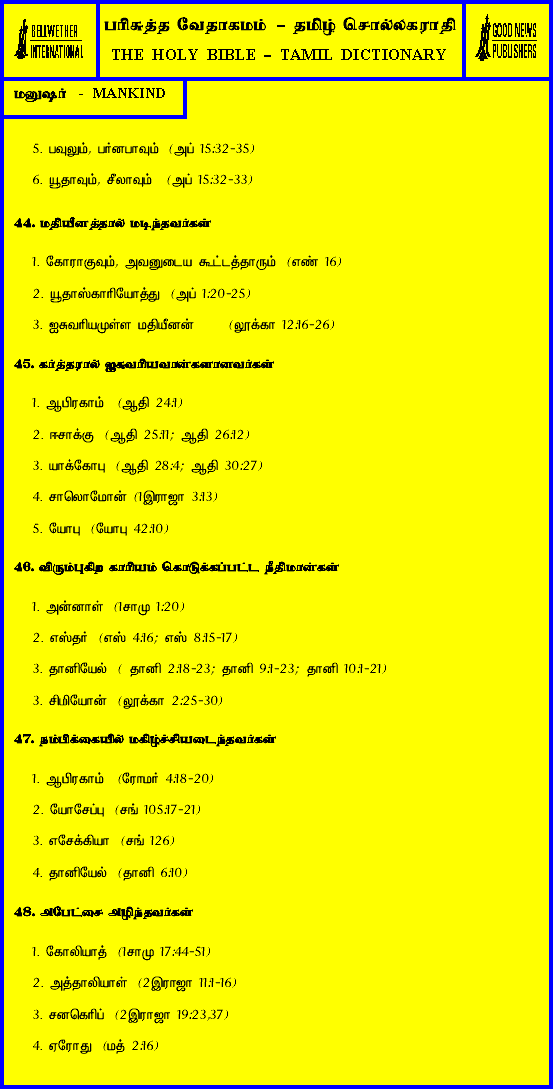 BELLWETHER
INTERNATIONAL
பரிசுத்த வேதாகமம் – தமிழ் சொல்லகராதி
THE HOLY BIBLE – TAMIL DICTIONARY
GOOD NEWS
PUBLISHERS
மனுஷர் - MANKIND
5. பவுலும், பர்னபாவும் (அப் 15:32-35)
6. யூதாவும், சீலாவும் (அப் 15:32-33)
44. மதியீனத்தால் மடிந்தவர்கள்
1. கோராகுவும், அவனுடைய கூட்டத்தாரும் (எண் 16)
2. யூதாஸ்காரியோத்து (அப் 1:20-25)
3. ஐசுவரியமுள்ள மதியீனன் (லூக்கா 12:16-26)
45. கர்த்தரால் ஐசுவரியவான்களானவர்கள்
1. ஆபிரகாம் (ஆதி 24:1)
2. ஈசாக்கு (ஆதி 25:11; ஆதி 26:12)
3. யாக்கோபு (ஆதி 28:4; ஆதி 30:27)
4. சாலொமோன் (1இராஜா 3:13)
5. யோபு (யோபு 42:10)
46. விரும்புகிற காரியம் கொடுக்கப்பட்ட நீதிமான்கள்
1. அன்னாள் (1சாமு 1:20)
2. எஸ்தர் (எஸ் 4:16; எஸ் 8:15-17)
3. தானியேல் ( தானி 2:18-23; தானி 9:1-23; தானி 10:1-21)
3. சிமியோன் (லூக்கா 2:25-30)
47. நம்பிக்கையில் மகிழ்ச்சியடைந்தவர்கள்
1. ஆபிரகாம் (ரோமர் 4:18-20)
2. யோசேப்பு (சங் 105:17-21)
3. எசேக்கியா (சங் 126)
4. தானியேல் (தானி 6:10)
48. அபேட்சை அழிந்தவர்கள்
1. கோலியாத் (1சாமு 17:44-51)
2. அத்தாலியாள் (2இராஜா 11:1-16)
3. சனகெரிப் (2இராஜா 19:23,37)
4. ஏரோது (மத் 2:16)